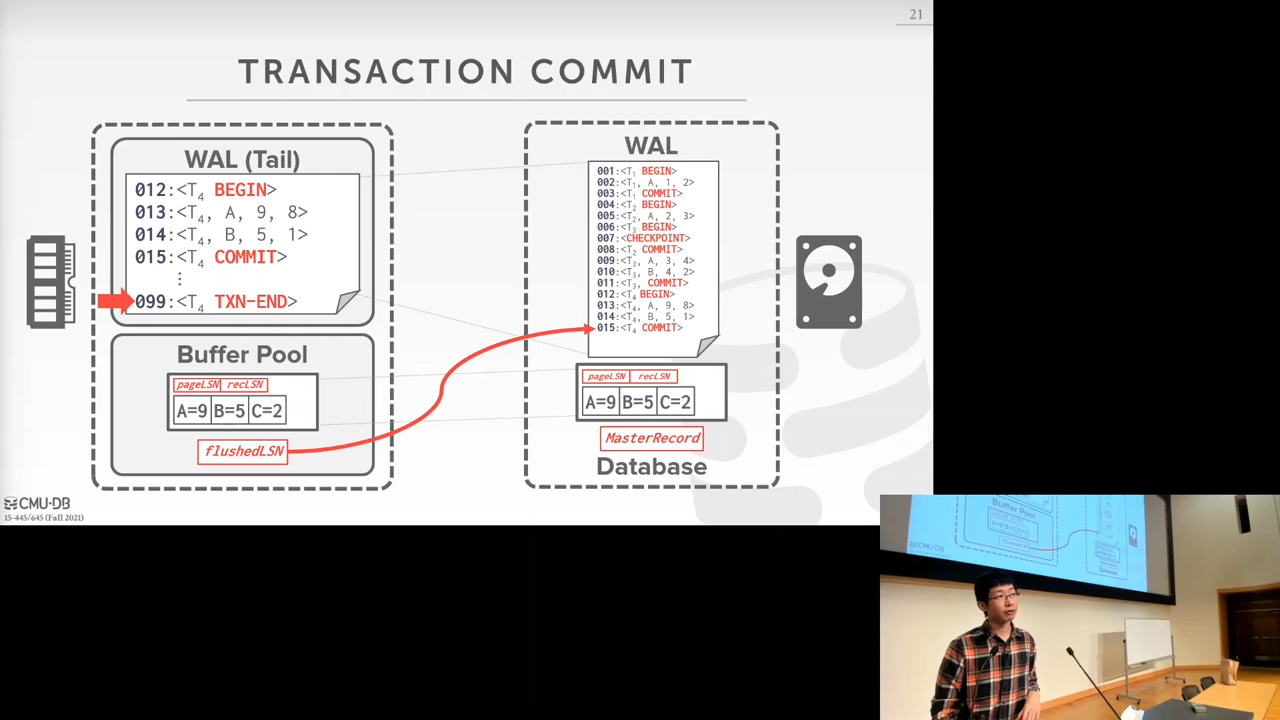 21
TRANSACTION COMMIT
WAL (Tail)
012:<T4 BEGIN>
013:<T4, A, 9, 8>
014:<T4, B, 5, 1>
015:<T4 COMMIT>
⋮
099:<T4 TXN-END>
Buffer Pool
pageLSN recLSN
A=9 B=5 C=2
flushedLSN
WAL
001:<T1 BEGIN>
002:<T1, A, 1, 2>
003:<T1 COMMIT>
004:<T2 BEGIN>
005:<T2, A, 2, 3>
006:<T3 BEGIN>
007:<CHECKPOINT>
008:<T2 COMMIT>
009:<T3, A, 3, 4>
010:<T3, B, 4, 2>
011:<T3 COMMIT>
012:<T4 BEGIN>
013:<T4, A, 9, 8>
014:<T4, B, 5, 1>
015:<T4 COMMIT>
pageLSN recLSN
A=9 B=5 C=2
MasterRecord
Database
CMU-DB
15-445/645 (Fall 2021)
Buffer Pool
CMU-DB